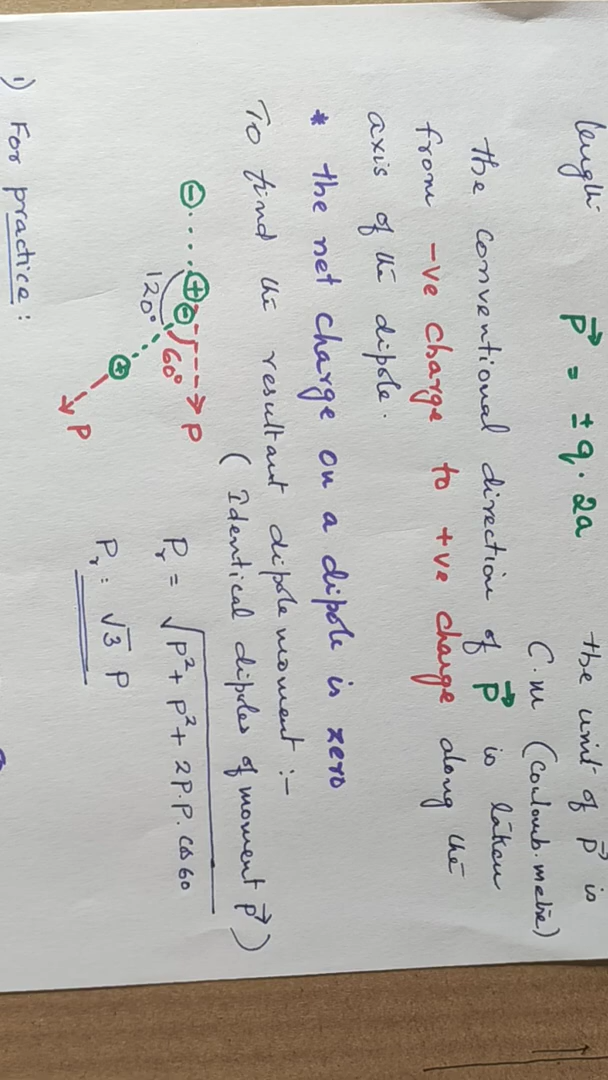 length.
the unit of P⃗ is
P⃗ = ± q · 2a
C.m (Coulomb.metre)
the conventional direction of P⃗ is taken
from -ve charge to +ve charge along the
axis of the dipole.
* the net charge on a dipole is zero
To find the resultant dipole moment :-
(Identical dipoles of moment P⃗)
⊖ .... ⊕ ⊖ P
120° 60°
⊕ P
Pr = √P² + P² + 2P.P. cos 60
Pr : √3 P
1) For practice :